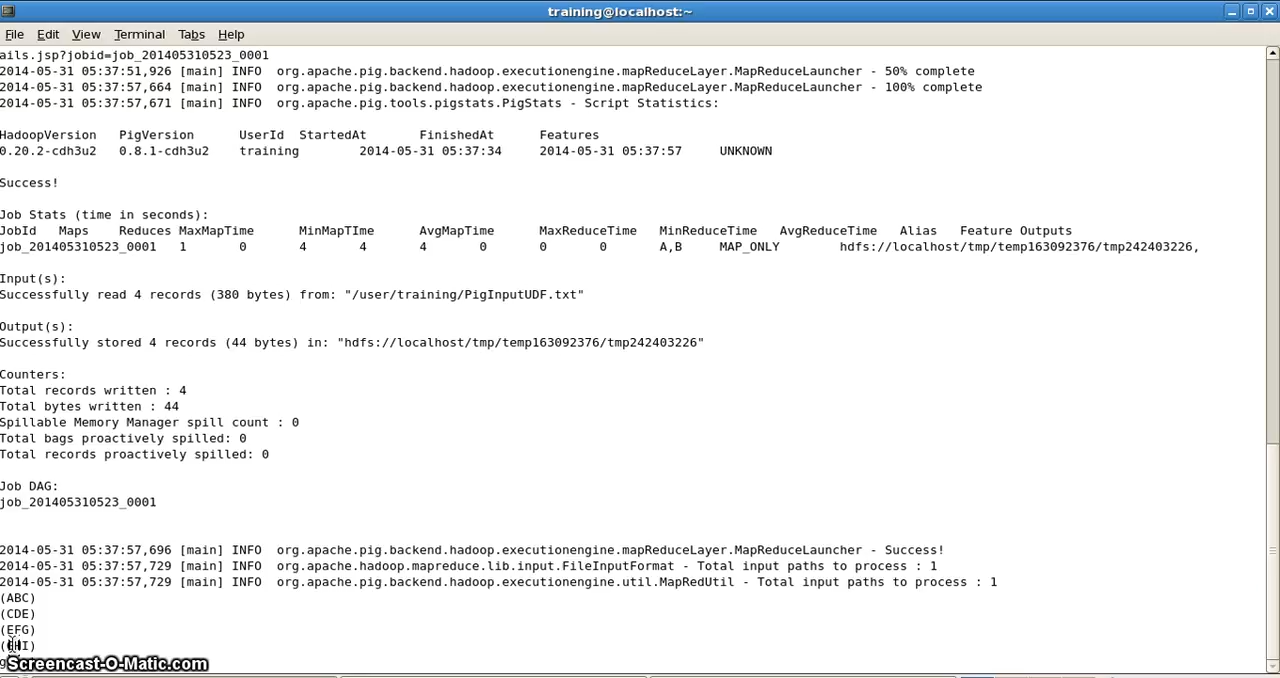 training@localhost:~
File Edit View Terminal Tabs Help
ails.jsp?jobid=job_201405310523_0001
2014-05-31 05:37:51,926 [main] INFO  org.apache.pig.backend.hadoop.executionengine.mapReduceLayer.MapReduceLauncher - 50% complete
2014-05-31 05:37:57,664 [main] INFO  org.apache.pig.backend.hadoop.executionengine.mapReduceLayer.MapReduceLauncher - 100% complete
2014-05-31 05:37:57,671 [main] INFO  org.apache.pig.tools.pigstats.PigStats - Script Statistics:
HadoopVersion   PigVersion    UserId  StartedAt       FinishedAt      Features
0.20.2-cdh3u2   0.8.1-cdh3u2    training        2014-05-31 05:37:34     2014-05-31 05:37:57     UNKNOWN
Success!
Job Stats (time in seconds):
JobId   Maps    Reduces MaxMapTime      MinMapTIme      AvgMapTime      MaxReduceTime   MinReduceTime   AvgReduceTime   Alias   Feature Outputs
job_201405310523_0001   1       0       4       4       4       0       0       0       A,B     MAP_ONLY        hdfs://localhost/tmp/temp163092376/tmp242403226,
Input(s):
Successfully read 4 records (380 bytes) from: "/user/training/PigInputUDF.txt"
Output(s):
Successfully stored 4 records (44 bytes) in: "hdfs://localhost/tmp/temp163092376/tmp242403226"
Counters:
Total records written : 4
Total bytes written : 44
Spillable Memory Manager spill count : 0
Total bags proactively spilled: 0
Total records proactively spilled: 0
Job DAG:
job_201405310523_0001
2014-05-31 05:37:57,696 [main] INFO  org.apache.pig.backend.hadoop.executionengine.mapReduceLayer.MapReduceLauncher - Success!
2014-05-31 05:37:57,729 [main] INFO  org.apache.hadoop.mapreduce.lib.input.FileInputFormat - Total input paths to process : 1
2014-05-31 05:37:57,729 [main] INFO  org.apache.pig.backend.hadoop.executionengine.util.MapRedUtil - Total input paths to process : 1
(ABC)
(CDE)
(EFG)
Screencast-O-Matic.com